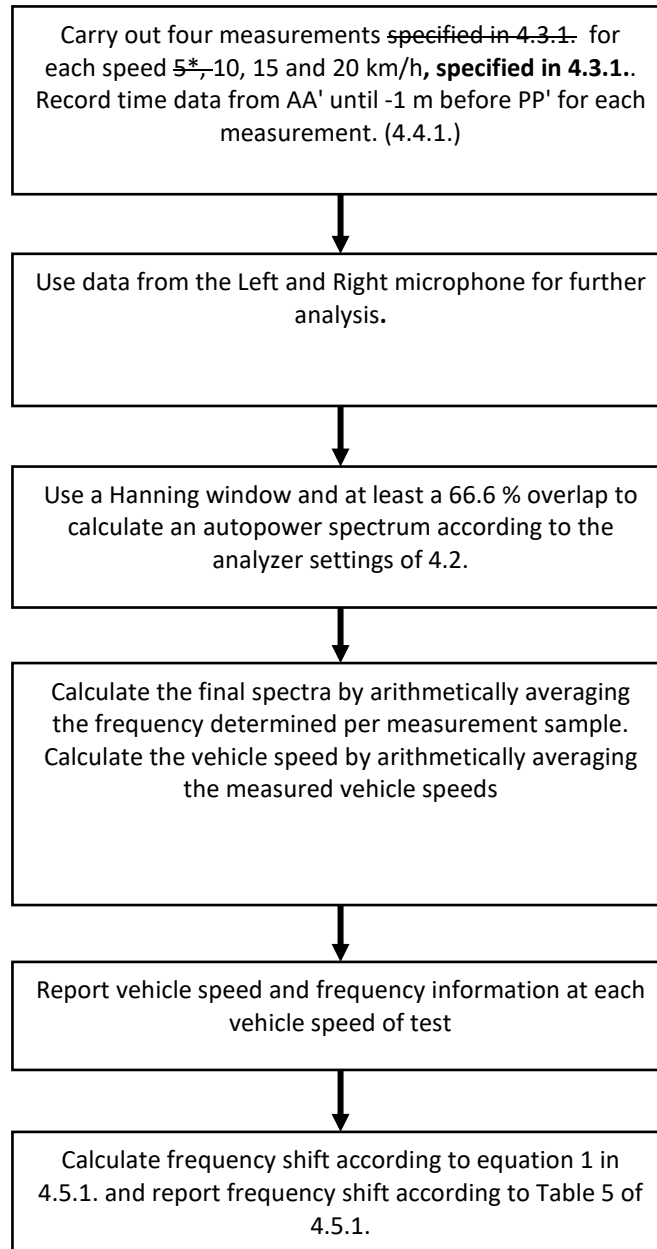 Carry out four measurements specified in 4.3.1. for
each speed 5*, 10, 15 and 20 km/h, specified in 4.3.1..
Record time data from AA' until -1 m before PP' for each
measurement. (4.4.1.)
Use data from the Left and Right microphone for further
analysis.
Use a Hanning window and at least a 66.6 % overlap to
calculate an autopower spectrum according to the
analyzer settings of 4.2.
Calculate the final spectra by arithmetically averaging
the frequency determined per measurement sample.
Calculate the vehicle speed by arithmetically averaging
the measured vehicle speeds
Report vehicle speed and frequency information at each
vehicle speed of test
Calculate frequency shift according to equation 1 in
4.5.1. and report frequency shift according to Table 5 of
4.5.1.